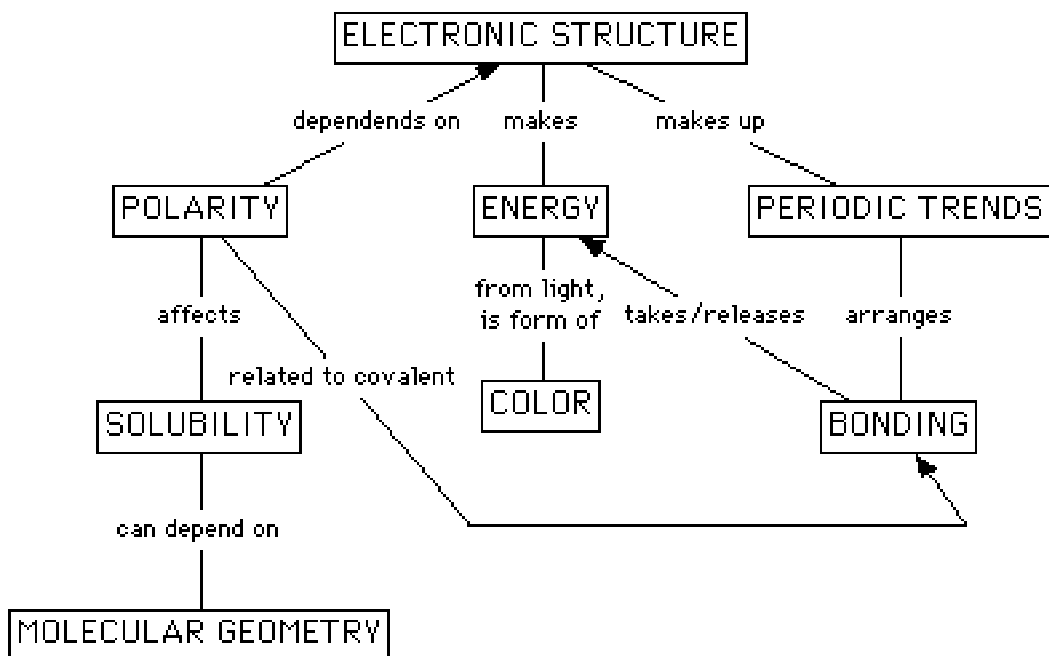 ELECTRONIC STRUCTURE
dependends on
makes
makes up
POLARITY
ENERGY
PERIODIC TRENDS
affects
from light,
is form of
takes/releases
arranges
related to covalent
COLOR
SOLUBILITY
BONDING
can depend on
MOLECULAR GEOMETRY